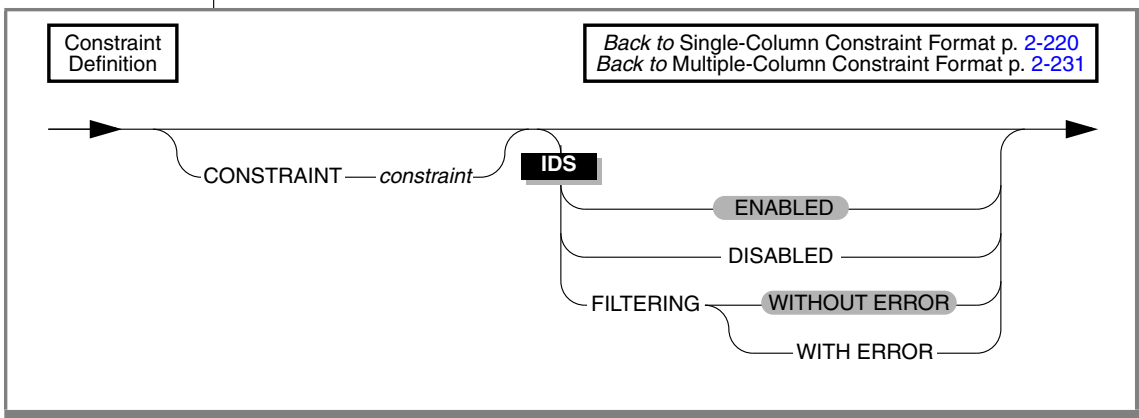 Constraint
Definition
Back to Single-Column Constraint Format p. 2-220
Back to Multiple-Column Constraint Format p. 2-231
CONSTRAINT constraint
IDS
ENABLED
DISABLED
FILTERING WITHOUT ERROR
WITH ERROR